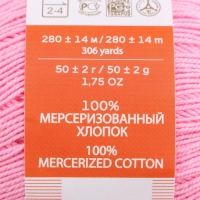 2-4
280 ± 14 м / 280 ± 14 m
306 yards
50 ± 2 г / 50 ± 2 g
1,75 OZ
100%
МЕРСЕРИЗОВАННЫЙ
ХЛОПОК
100%
MERCERIZED COTTON